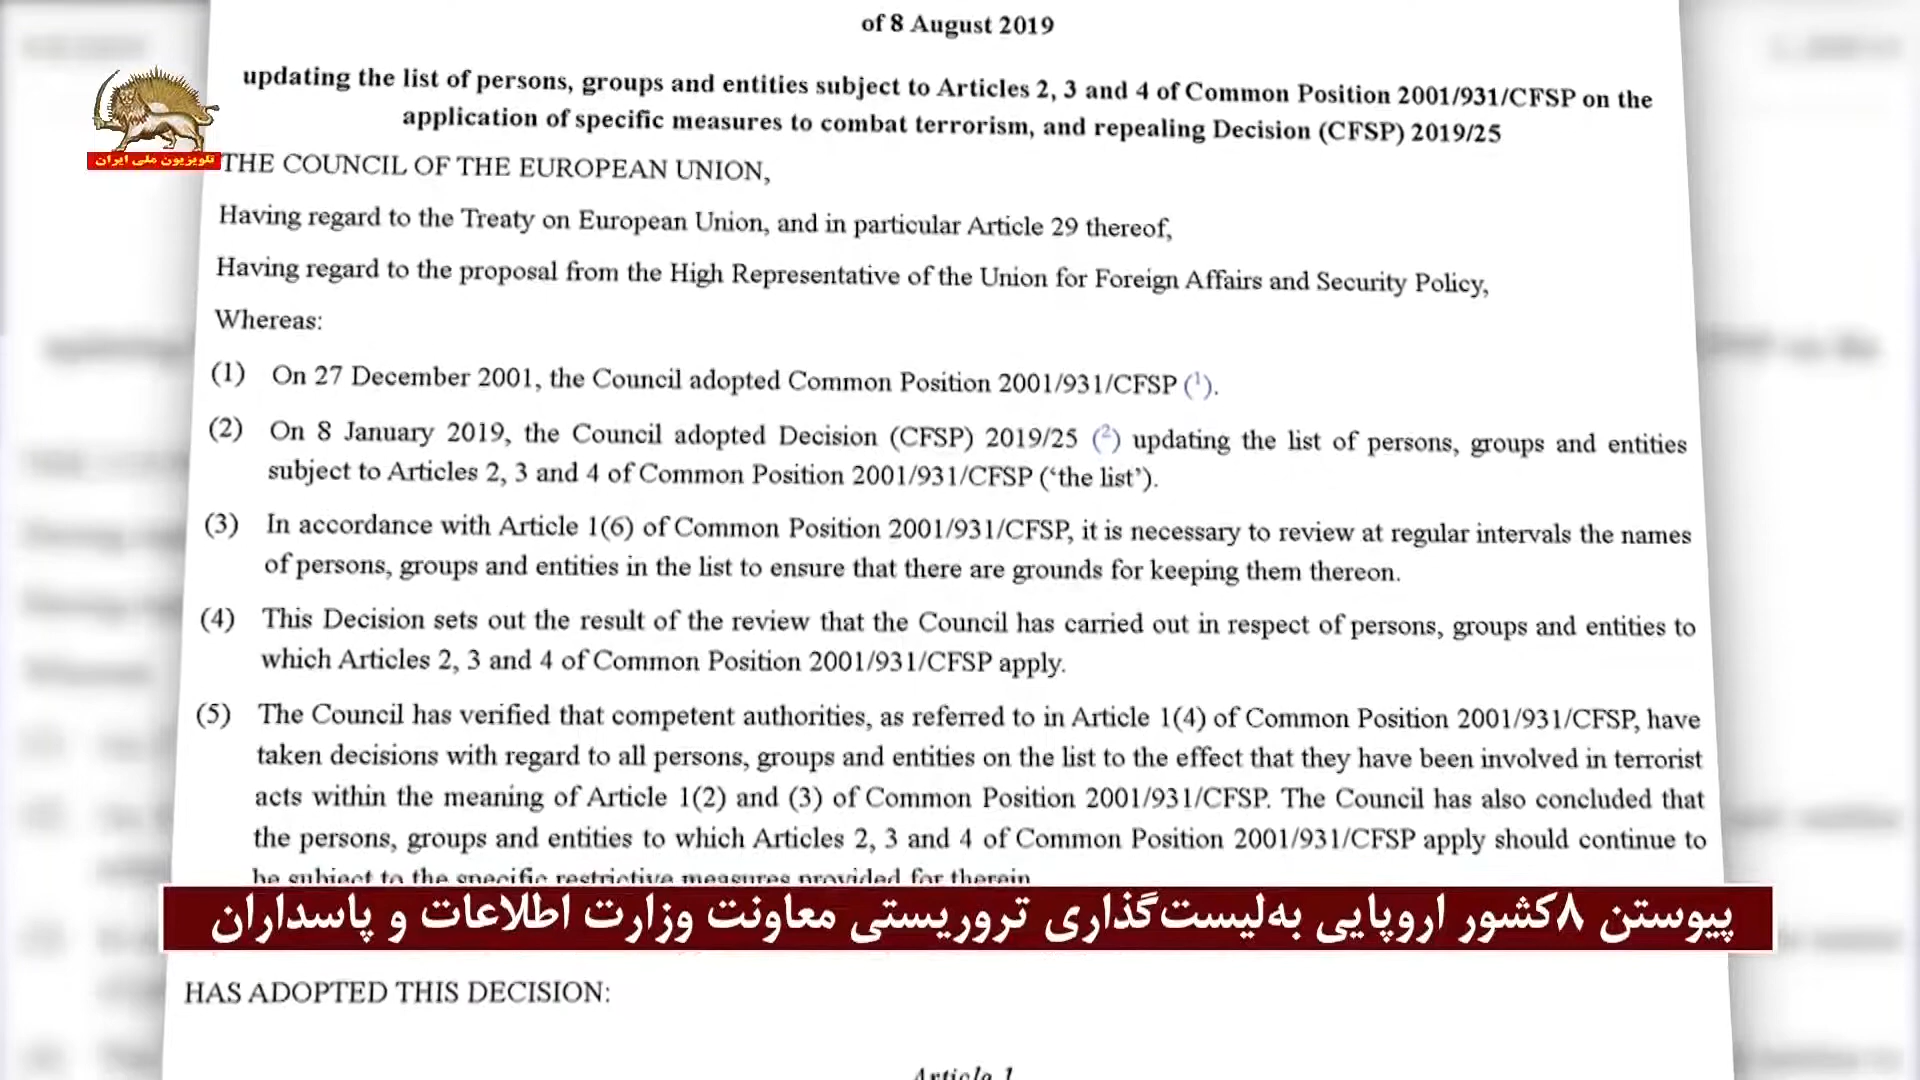 of 8 August 2019
updating the list of persons, groups and entities subject to Articles 2, 3 and 4 of Common Position 2001/931/CFSP on the
application of specific measures to combat terrorism, and repealing Decision (CFSP) 2019/25
تلویزیون ملی ایران
THE COUNCIL OF THE EUROPEAN UNION,
Having regard to the Treaty on European Union, and in particular Article 29 thereof,
Having regard to the proposal from the High Representative of the Union for Foreign Affairs and Security Policy,
Whereas:
(1) On 27 December 2001, the Council adopted Common Position 2001/931/CFSP (1).
(2) On 8 January 2019, the Council adopted Decision (CFSP) 2019/25 (2) updating the list of persons, groups and entities
subject to Articles 2, 3 and 4 of Common Position 2001/931/CFSP (‘the list’).
(3) In accordance with Article 1(6) of Common Position 2001/931/CFSP, it is necessary to review at regular intervals the names
of persons, groups and entities in the list to ensure that there are grounds for keeping them thereon.
(4) This Decision sets out the result of the review that the Council has carried out in respect of persons, groups and entities to
which Articles 2, 3 and 4 of Common Position 2001/931/CFSP apply.
(5) The Council has verified that competent authorities, as referred to in Article 1(4) of Common Position 2001/931/CFSP, have
taken decisions with regard to all persons, groups and entities on the list to the effect that they have been involved in terrorist
acts within the meaning of Article 1(2) and (3) of Common Position 2001/931/CFSP. The Council has also concluded that
the persons, groups and entities to which Articles 2, 3 and 4 of Common Position 2001/931/CFSP apply should continue to
be subject to the specific restrictive measures provided for therein
پیوستن ۸کشور اروپایی به‌لیست‌گذاری تروریستی معاونت وزارت اطلاعات و پاسداران
HAS ADOPTED THIS DECISION:
Article 1